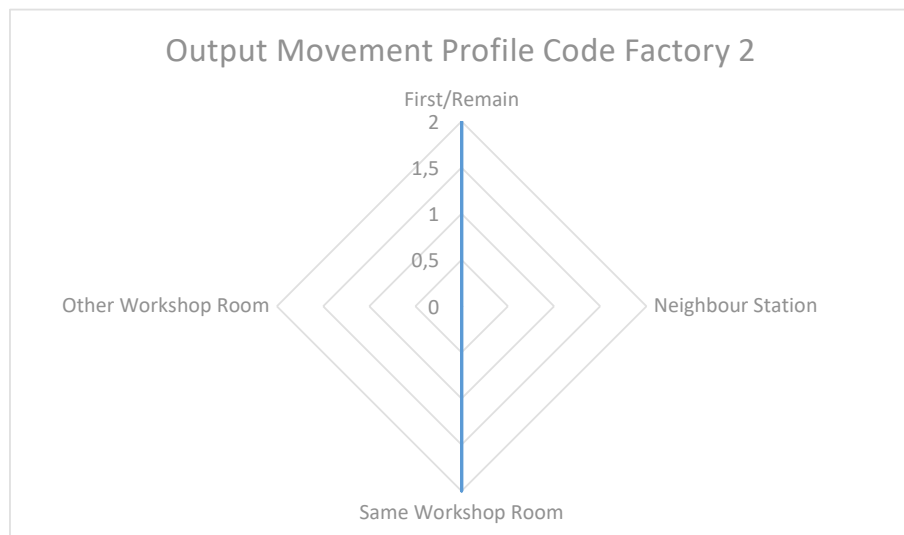 Output Movement Profile Code Factory 2
First/Remain
2
1,5
1
0,5
0
Other Workshop Room
Neighbour Station
Same Workshop Room